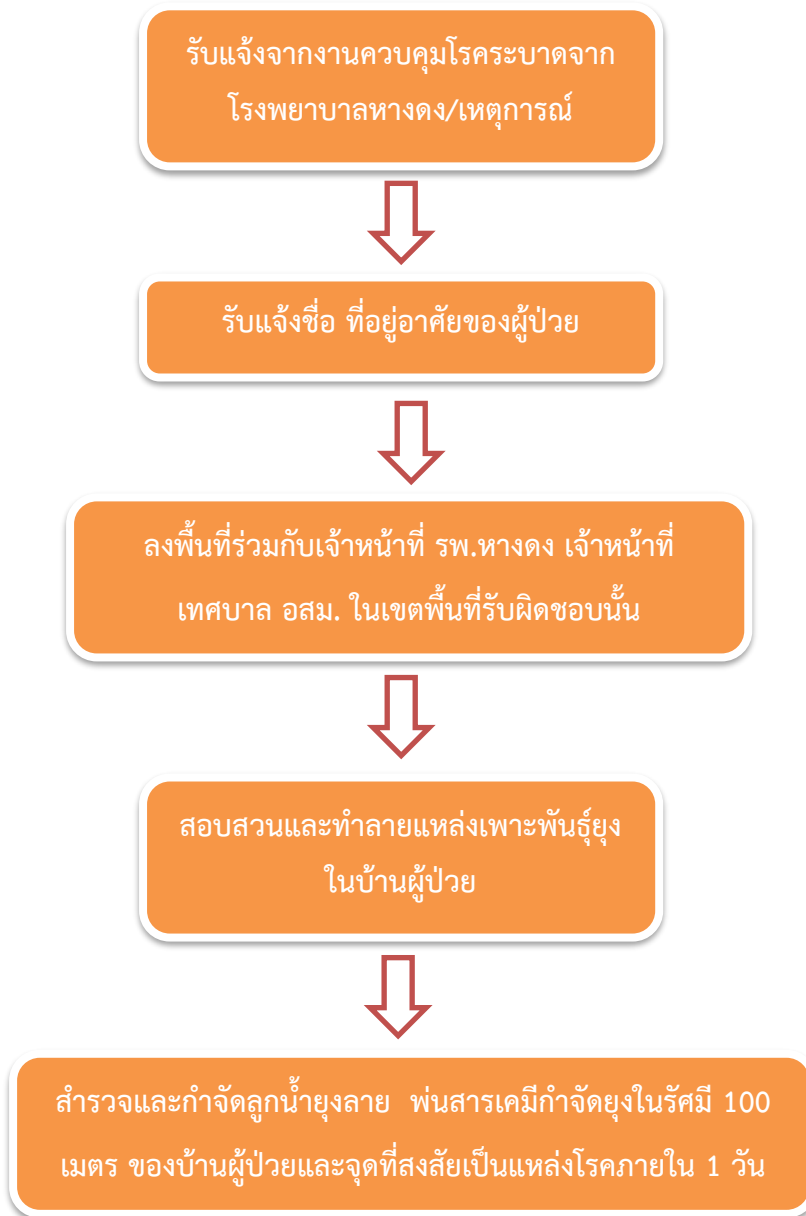 รับแจ้งจากงานควบคุมโรคระบาดจาก
โรงพยาบาลหางดง/เหตุการณ์
รับแจ้งชื่อ ที่อยู่อาศัยของผู้ป่วย
ลงพื้นที่ร่วมกับเจ้าหน้าที่ รพ.หางดง เจ้าหน้าที่
เทศบาล อสม. ในเขตพื้นที่รับผิดชอบนั้น
สอบสวนและทำลายแหล่งเพาะพันธุ์ยุง
ในบ้านผู้ป่วย
สำรวจและกำจัดลูกน้ำยุงลาย พ่นสารเคมีกำจัดยุงในรัศมี 100
เมตร ของบ้านผู้ป่วยและจุดที่สงสัยเป็นแหล่งโรคภายใน 1 วัน